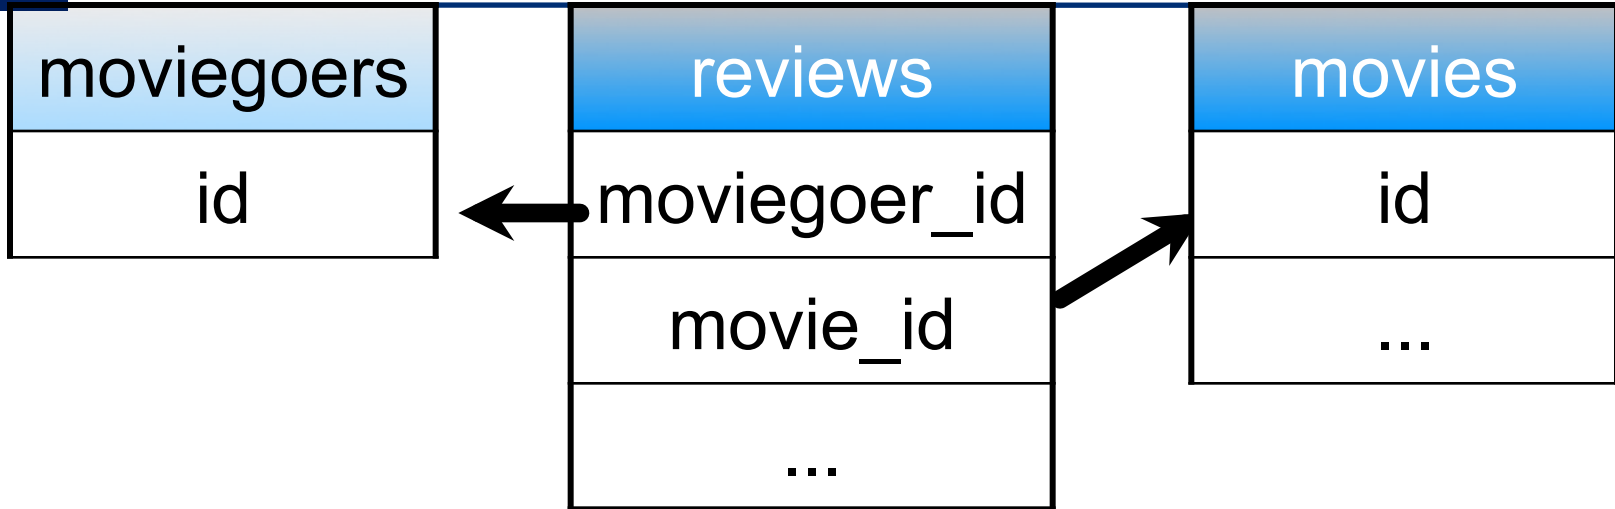 moviegoers
id
reviews
moviegoer_id
movie_id
...
movies
id
...